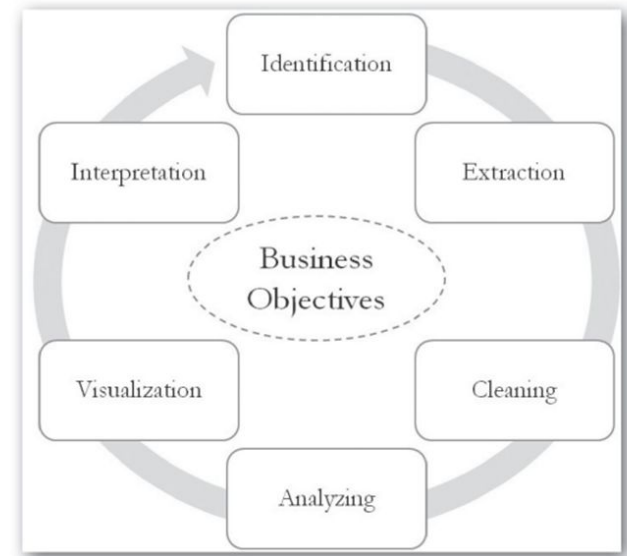 Identification
Extraction
Cleaning
Analyzing
Visualization
Interpretation
Business
Objectives